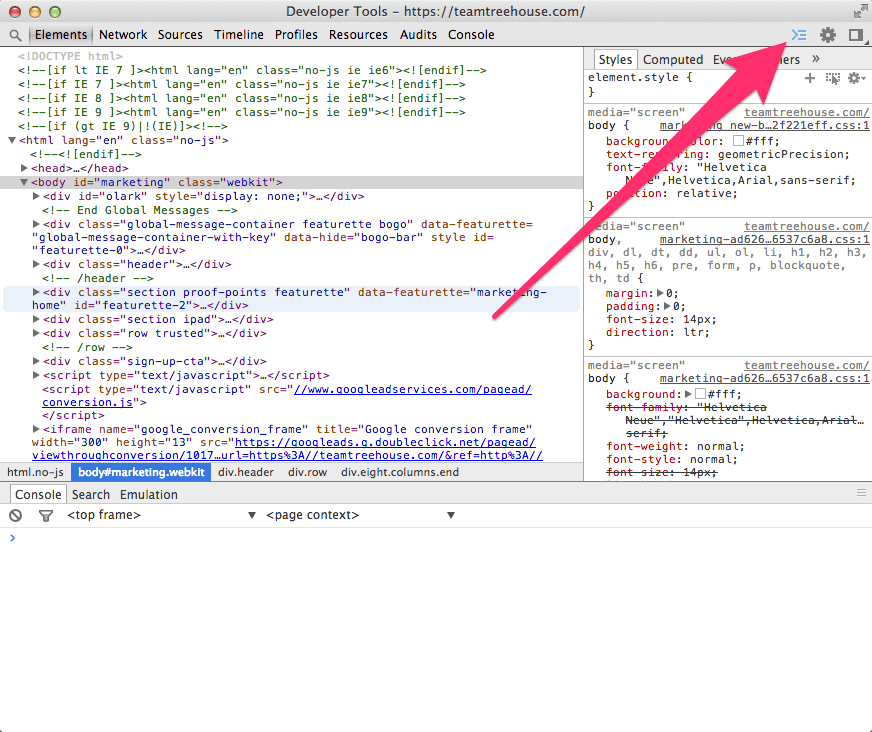 Developer Tools - https://teamtreehouse.com/
Elements Network Sources Timeline Profiles Resources Audits Console
<!DOCTYPE html>
<!--[if lt IE 7 ]><html lang="en" class="no-js ie ie6"><![endif]-->
<!--[if IE 7 ]><html lang="en" class="no-js ie ie7"><![endif]-->
<!--[if IE 8 ]><html lang="en" class="no-js ie ie8"><![endif]-->
<!--[if IE 9 ]><html lang="en" class="no-js ie ie9"><![endif]-->
<!--[if (gt IE 9)|!(IE)]><!-->
▼<html lang="en" class="no-js">
<!--<![endif]-->
▶<head>…</head>
▼<body id="marketing" class="webkit">
▶<div id="olark" style="display: none;">…</div>
<!-- End Global Messages -->
▶<div class="global-message-container featurette bogo" data-featurette=
"global-message-container-with-key" data-hide="bogo-bar" style id=
"featurette-0">…</div>
▶<div class="header">…</div>
<!-- /header -->
▶<div class="section proof-points featurette" data-featurette="marketing-
home" id="featurette-2">…</div>
▶<div class="section ipad">…</div>
▶<div class="row trusted">…</div>
<!-- /row -->
▶<div class="sign-up-cta">…</div>
▶<script type="text/javascript">…</script>
<script type="text/javascript" src="//www.googleadservices.com/pagead/
conversion.js">
</script>
▶<iframe name="google_conversion_frame" title="Google conversion frame"
width="300" height="13" src="https://googleads.g.doubleclick.net/pagead/
viewthroughconversion/1017…url=https%3A//teamtreehouse.com/&ref=http%3A//
html.no-js body#marketing.webkit div.header div.row div.eight.columns.end
Styles Computed »
element.style {
}
media="screen" teamtreehouse.com/
body { marketing new-b…2f221eff.css:1
background-color: #fff;
geometricPrecision;
font-family: "Helvetica
Neue",Helvetica,Arial,sans-serif;
position: relative;
}
media="screen" teamtreehouse.com/
body, marketing-ad626…6537c6a8.css:1
div, dl, dt, dd, ul, ol, li, h1, h2, h3,
h4, h5, h6, pre, form, p, blockquote,
th, td {
margin:▶0;
padding:▶0;
font-size: 14px;
direction: ltr;
}
media="screen" teamtreehouse.com/
body { marketing-ad626…6537c6a8.css:1
background:▶#fff;
font-family: "Helvetica
Neue","Helvetica",Helvetica,Arial…
serif;
font-weight: normal;
font-style: normal;
font-size: 14px;
Console Search Emulation
<top frame> ▼ <page context> ▼